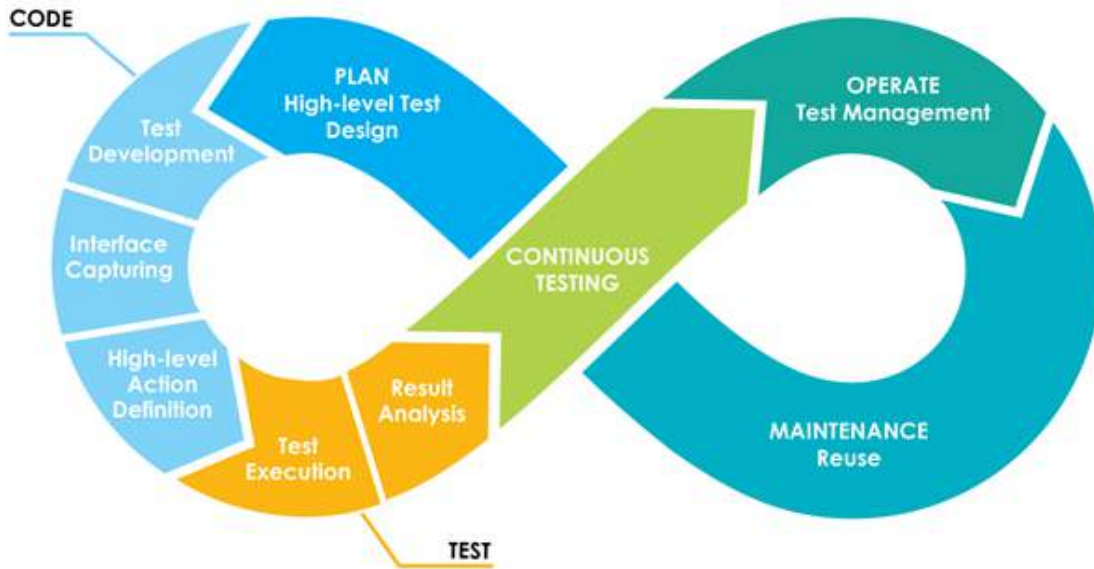 CODE
PLAN
High-level Test
Design
Test
Development
Interface
Capturing
High-level
Action
Definition
Test
Execution
Result
Analysis
TEST
CONTINUOUS
TESTING
OPERATE
Test Management
MAINTENANCE
Reuse